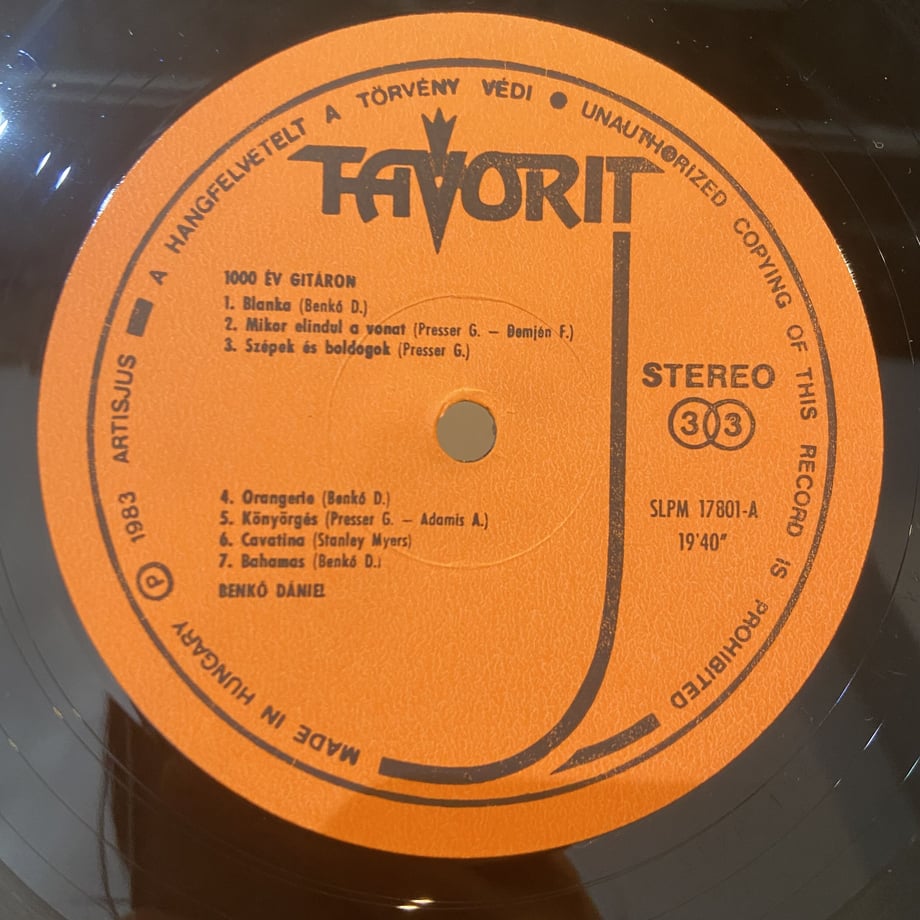 A HANGFELVETELT A TÖRVÉNY VÉDI ● UNAUTHORIZED COPYING OF THIS RECORD IS PROHIBITED
FAVORIT
1000 ÉV GITÁRON
1. Blanka (Benkó D.)
2. Mikor elindul a vonat (Presser G. — Demjén F.)
3. Szépek és boldogok (Presser G.)
STEREO
33
4. Orangerie (Benkó D.)
5. Könyörgés (Presser G. — Adamis A.)
6. Cavatina (Stanley Myers)
7. Bahamas (Benkó D.)
BENKŐ DÁNIEL
SLPM 17801-A
19'40"
MADE IN HUNGARY ℗ 1983 ARTISJUS